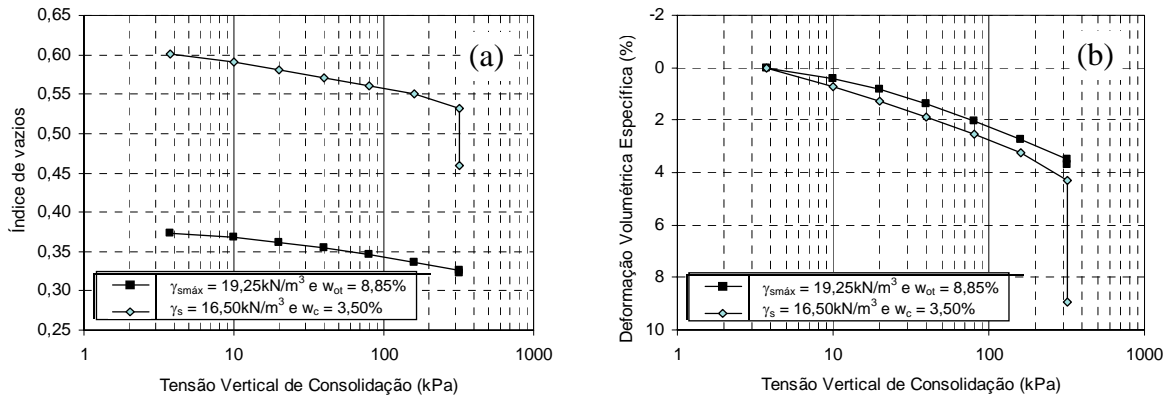 (a)
Índice de vazios
0,60
0,55
0,50
0,45
0,40
0,35
0,30
0,25
γsmáx = 19,25kN/m³ e wot = 8,85%
γs = 16,50kN/m³ e wc = 3,50%
1 10 100 1000
Tensão Vertical de Consolidação (kPa)
(b)
Deformação Volumétrica Específica (%)
-2
0
2
4
6
8
10
γsmáx = 19,25kN/m³ e wot = 8,85%
γs = 16,50kN/m³ e wc = 3,50%
1 10 100 1000
Tensão Vertical de Consolidação (kPa)